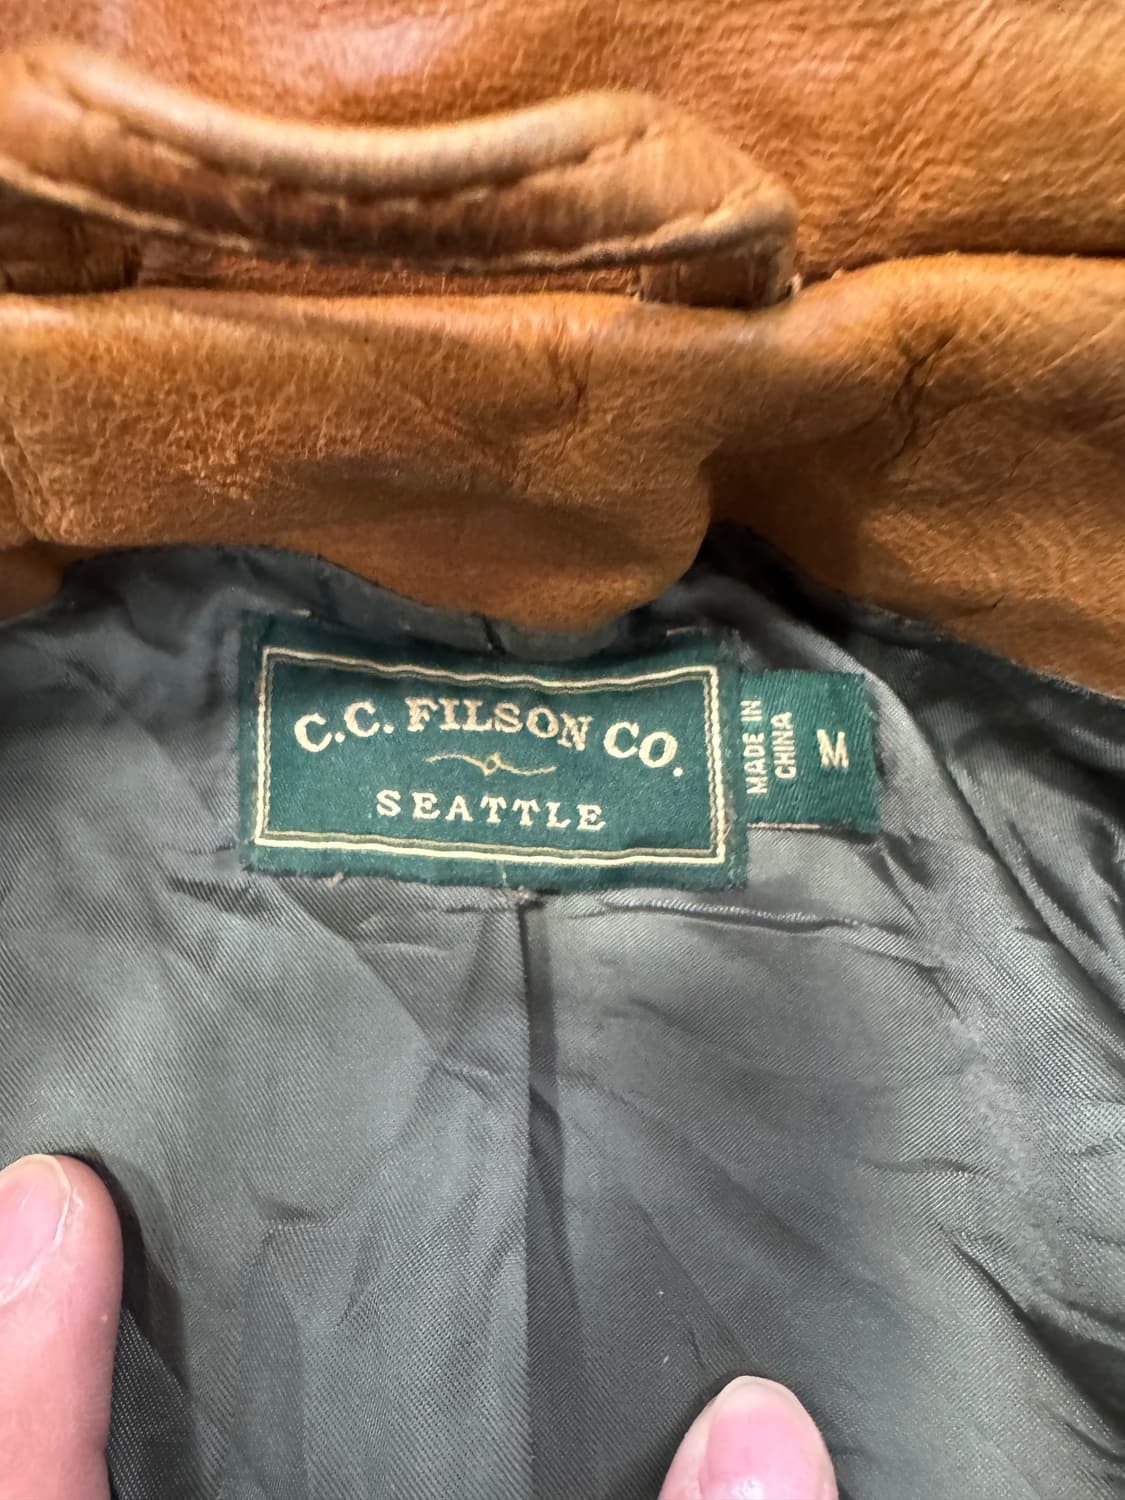 C.C. FILSON CO.
SEATTLE
MADE IN
CHINA
M